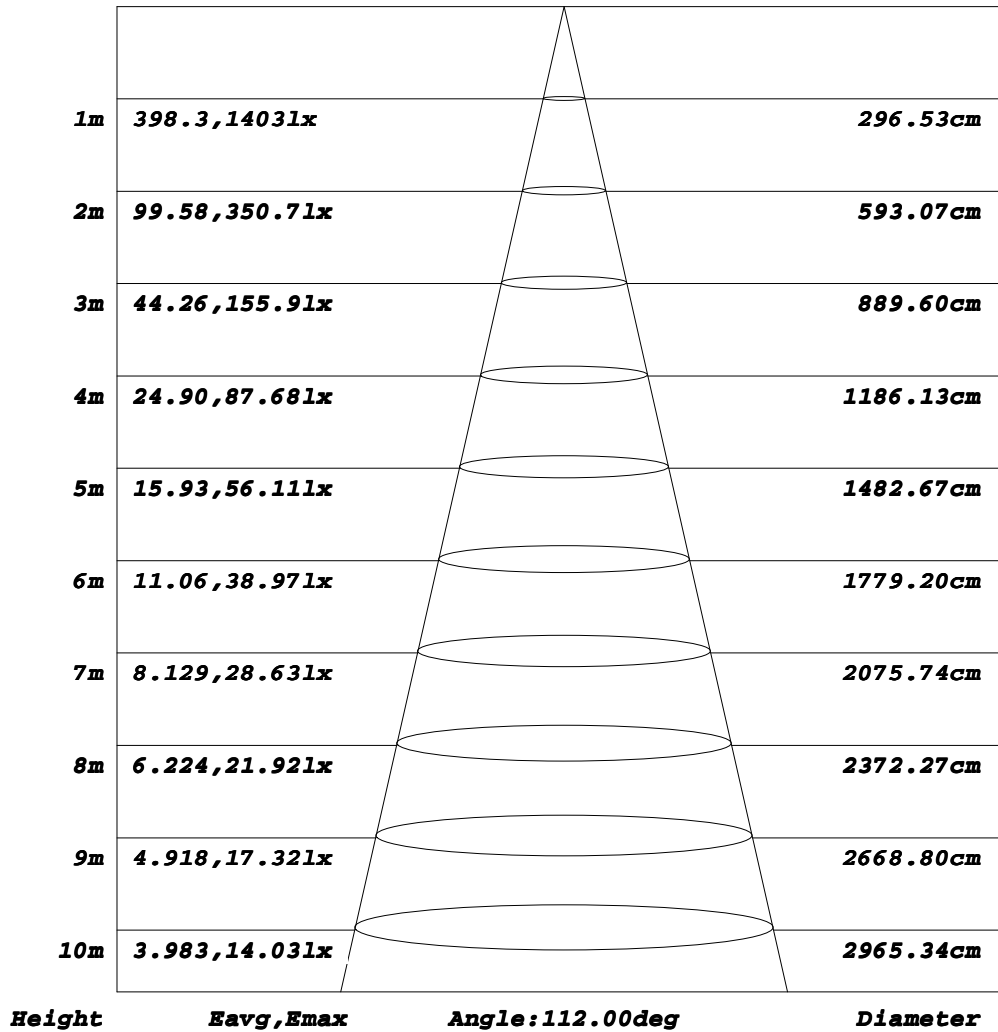 1m 398.3,1403lx 296.53cm
2m 99.58,350.7lx 593.07cm
3m 44.26,155.9lx 889.60cm
4m 24.90,87.68lx 1186.13cm
5m 15.93,56.11lx 1482.67cm
6m 11.06,38.97lx 1779.20cm
7m 8.129,28.63lx 2075.74cm
8m 6.224,21.92lx 2372.27cm
9m 4.918,17.32lx 2668.80cm
10m 3.983,14.03lx 2965.34cm
Height Eavg,Emax Angle:112.00deg Diameter